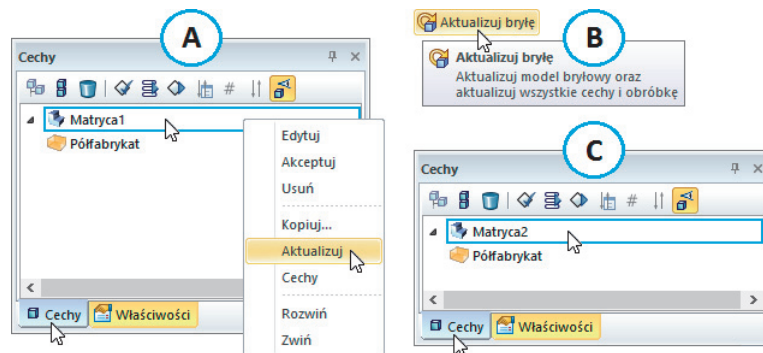 A
Cechy
Matryca1
Półfabrykat
Cechy Właściwości
Edytuj
Akceptuj
Usuń
Kopiuj...
Aktualizuj
Cechy
Rozwiń
Zwiń
Aktualizuj bryłę
B
Aktualizuj bryłę
Aktualizuj model bryłowy oraz
aktualizuj wszystkie cechy i obróbkę
C
Cechy
Matryca2
Półfabrykat
Cechy Właściwości